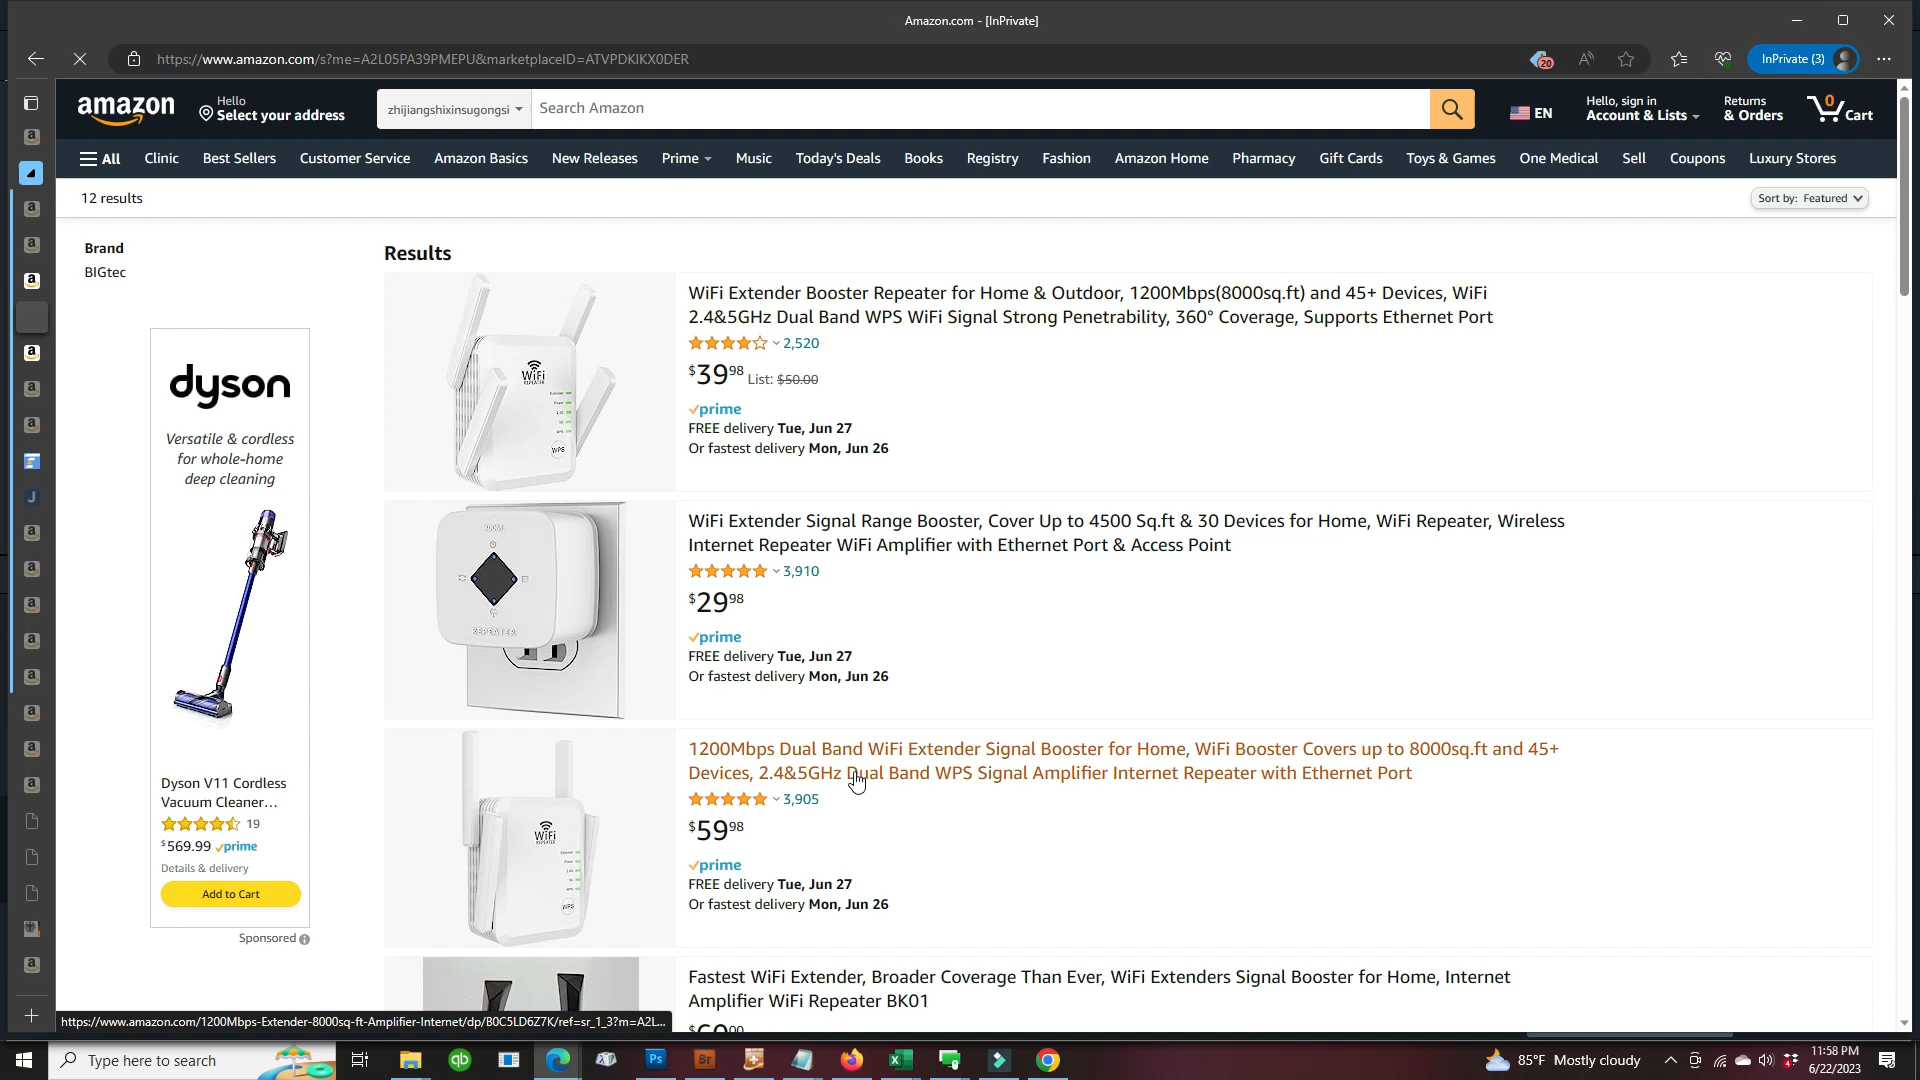 Amazon.com - [InPrivate]
https://www.amazon.com/s?me=A2L05PA39PMEPU&marketplaceID=ATVPDKIKX0DER
20
InPrivate (3)
amazon
Hello
Select your address
zhijiangshixinsugongsi
Search Amazon
EN
Hello, sign in
Account & Lists
Returns
& Orders
0
Cart
All
Clinic
Best Sellers
Customer Service
Amazon Basics
New Releases
Prime
Music
Today's Deals
Books
Registry
Fashion
Amazon Home
Pharmacy
Gift Cards
Toys & Games
One Medical
Sell
Coupons
Luxury Stores
12 results
Sort by: Featured
Brand
BIGtec
dyson
Versatile & cordless
for whole-home
deep cleaning
Dyson V11 Cordless
Vacuum Cleaner...
19
$569.99 prime
Details & delivery
Add to Cart
Sponsored
Results
WiFi Extender Booster Repeater for Home & Outdoor, 1200Mbps(8000sq.ft) and 45+ Devices, WiFi
2.4&5GHz Dual Band WPS WiFi Signal Strong Penetrability, 360° Coverage, Supports Ethernet Port
2,520
$39.98 List: $50.00
prime
FREE delivery Tue, Jun 27
Or fastest delivery Mon, Jun 26
WiFi
REPEATER
WPS
WiFi Extender Signal Range Booster, Cover Up to 4500 Sq.ft & 30 Devices for Home, WiFi Repeater, Wireless
Internet Repeater WiFi Amplifier with Ethernet Port & Access Point
3,910
$29.98
prime
FREE delivery Tue, Jun 27
Or fastest delivery Mon, Jun 26
REPEATER
1200Mbps Dual Band WiFi Extender Signal Booster for Home, WiFi Booster Covers up to 8000sq.ft and 45+
Devices, 2.4&5GHz Dual Band WPS Signal Amplifier Internet Repeater with Ethernet Port
3,905
$59.98
prime
FREE delivery Tue, Jun 27
Or fastest delivery Mon, Jun 26
WiFi
REPEATER
WPS
Fastest WiFi Extender, Broader Coverage Than Ever, WiFi Extenders Signal Booster for Home, Internet
Amplifier WiFi Repeater BK01
https://www.amazon.com/1200Mbps-Extender-8000sq-ft-Amplifier-Internet/dp/B0C5LD6Z7K/ref=sr_1_3?m=A2L...
Type here to search
Ps
Br
85°F Mostly cloudy
11:58 PM
6/22/2023